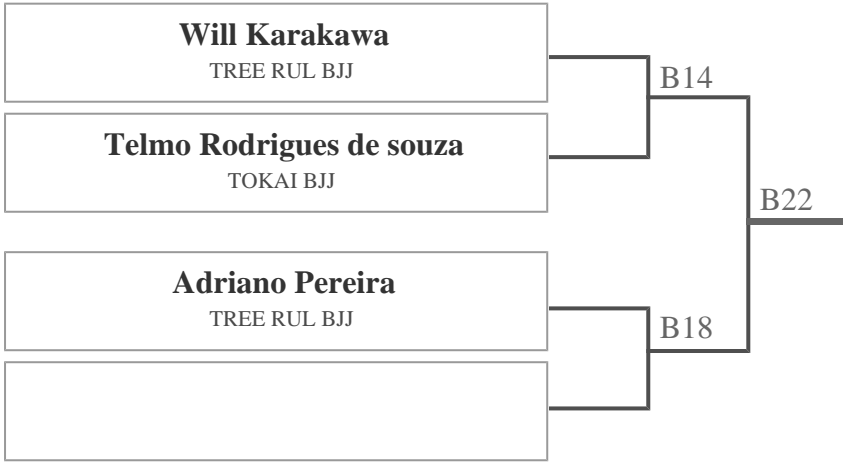 Will Karakawa
TREE RUL BJJ
B14
Telmo Rodrigues de souza
TOKAI BJJ
B22
Adriano Pereira
TREE RUL BJJ
B18